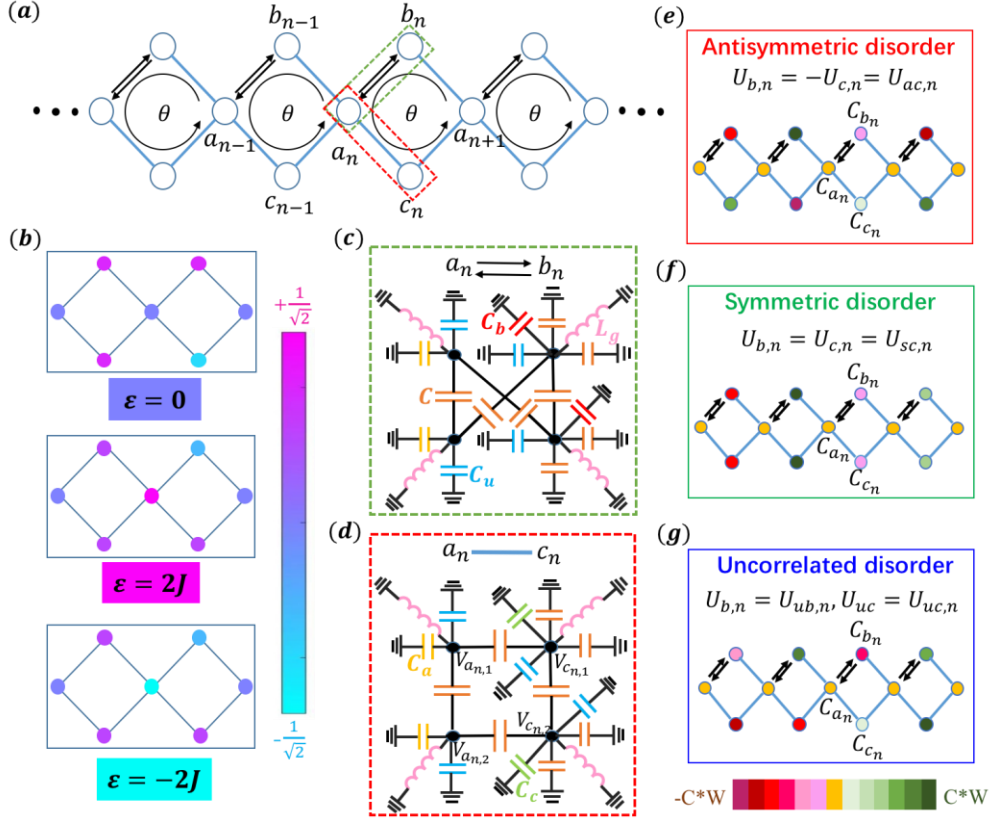 (a)
b_{n-1}
b_n
θ θ θ θ
a_{n-1}
a_n
a_{n+1}
c_{n-1}
c_n
(b)
+\frac{1}{\sqrt{2}}
ε = 0
ε = 2J
ε = −2J
-\frac{1}{\sqrt{2}}
(c)
a_n
b_n
C_b
L_g
C
C_u
(d)
a_n
c_n
C_a
V_{a_{n,1}}
V_{c_{n,1}}
V_{a_{n,2}}
V_{c_{n,2}}
C_c
(e)
Antisymmetric disorder
U_{b,n} = −U_{c,n} = U_{ac,n}
C_{b_n}
C_{a_n}
C_{c_n}
(f)
Symmetric disorder
U_{b,n} = U_{c,n} = U_{sc,n}
C_{b_n}
C_{a_n}
C_{c_n}
(g)
Uncorrelated disorder
U_{b,n} = U_{ub,n}, U_{uc} = U_{uc,n}
C_{b_n}
C_{a_n}
C_{c_n}
-C*W
C*W